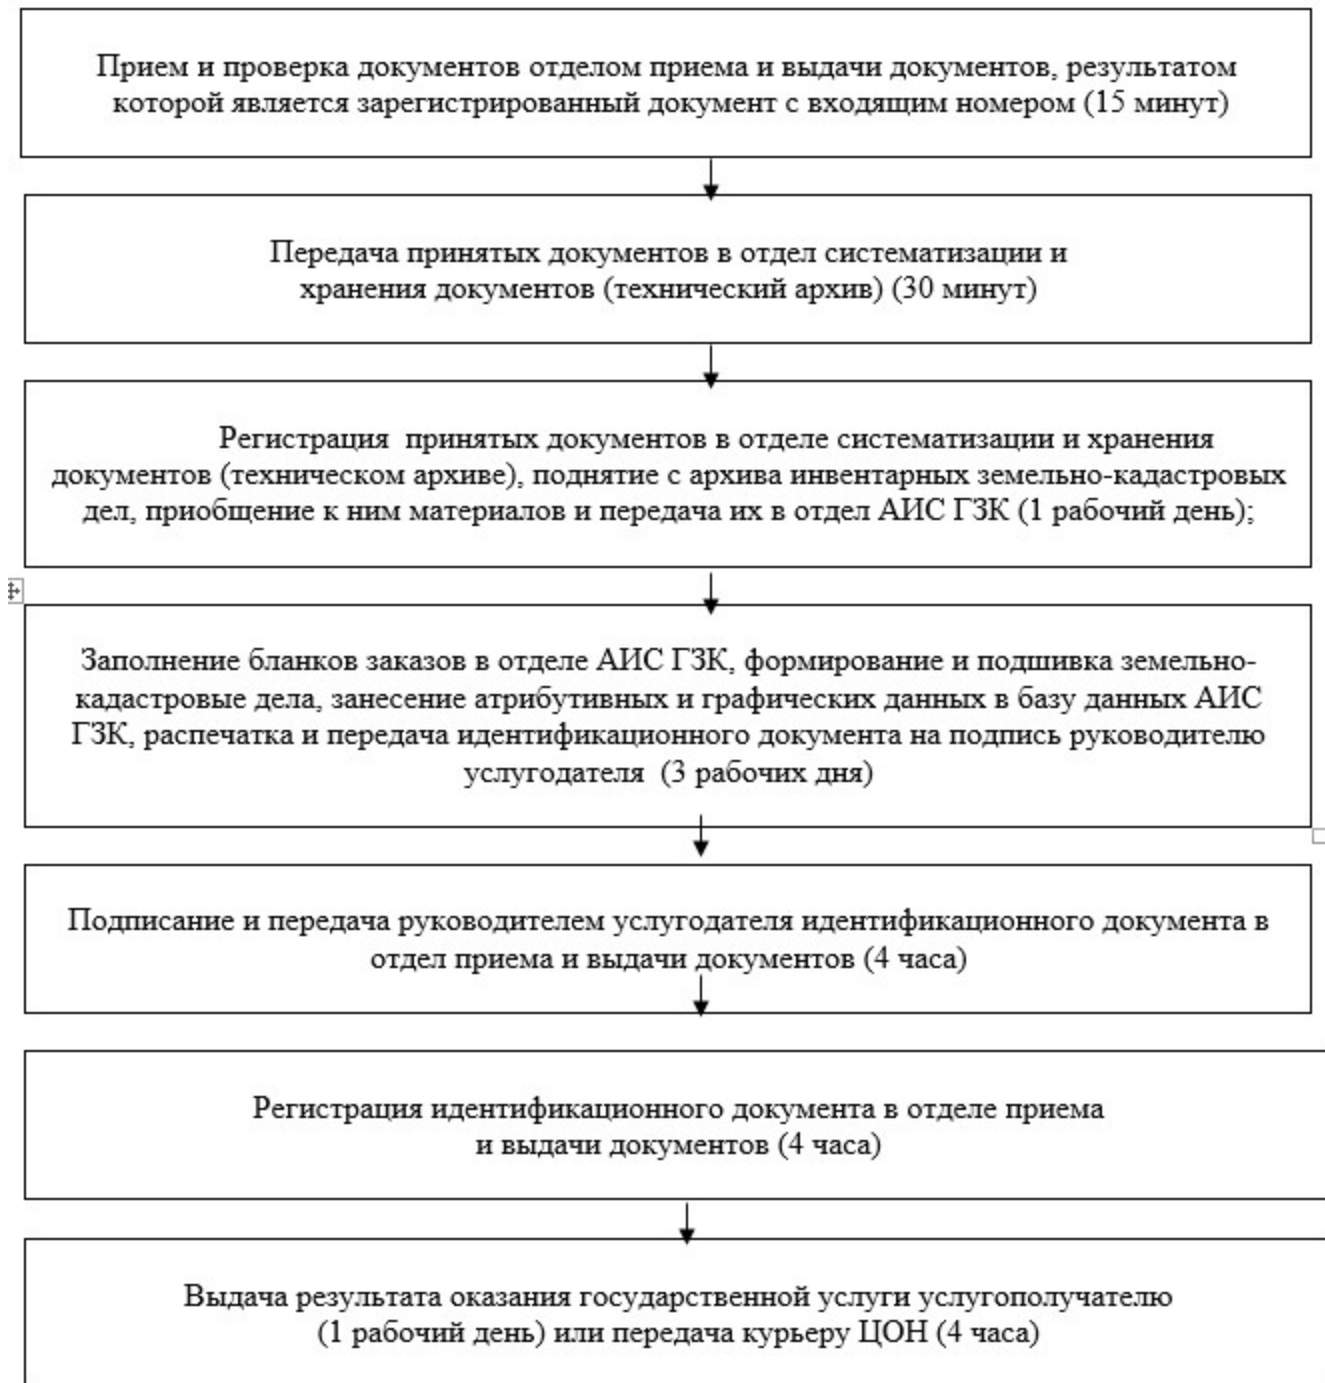 Прием и проверка документов отделом приема и выдачи документов, результатом
которой является зарегистрированный документ с входящим номером (15 минут)
Передача принятых документов в отдел систематизации и
хранения документов (технический архив) (30 минут)
Регистрация  принятых документов в отделе систематизации и хранения
документов (техническом архиве), поднятие с архива инвентарных земельно-кадастровых
дел, приобщение к ним материалов и передача их в отдел АИС ГЗК (1 рабочий день);
Заполнение бланков заказов в отделе АИС ГЗК, формирование и подшивка земельно-
кадастровые дела, занесение атрибутивных и графических данных в базу данных АИС
ГЗК, распечатка и передача идентификационного документа на подпись руководителю
услугодателя  (3 рабочих дня)
Подписание и передача руководителем услугодателя идентификационного документа в
отдел приема и выдачи документов (4 часа)
Регистрация идентификационного документа в отделе приема
и выдачи документов (4 часа)
Выдача результата оказания государственной услуги услугополучателю
(1 рабочий день) или передача курьеру ЦОН (4 часа)